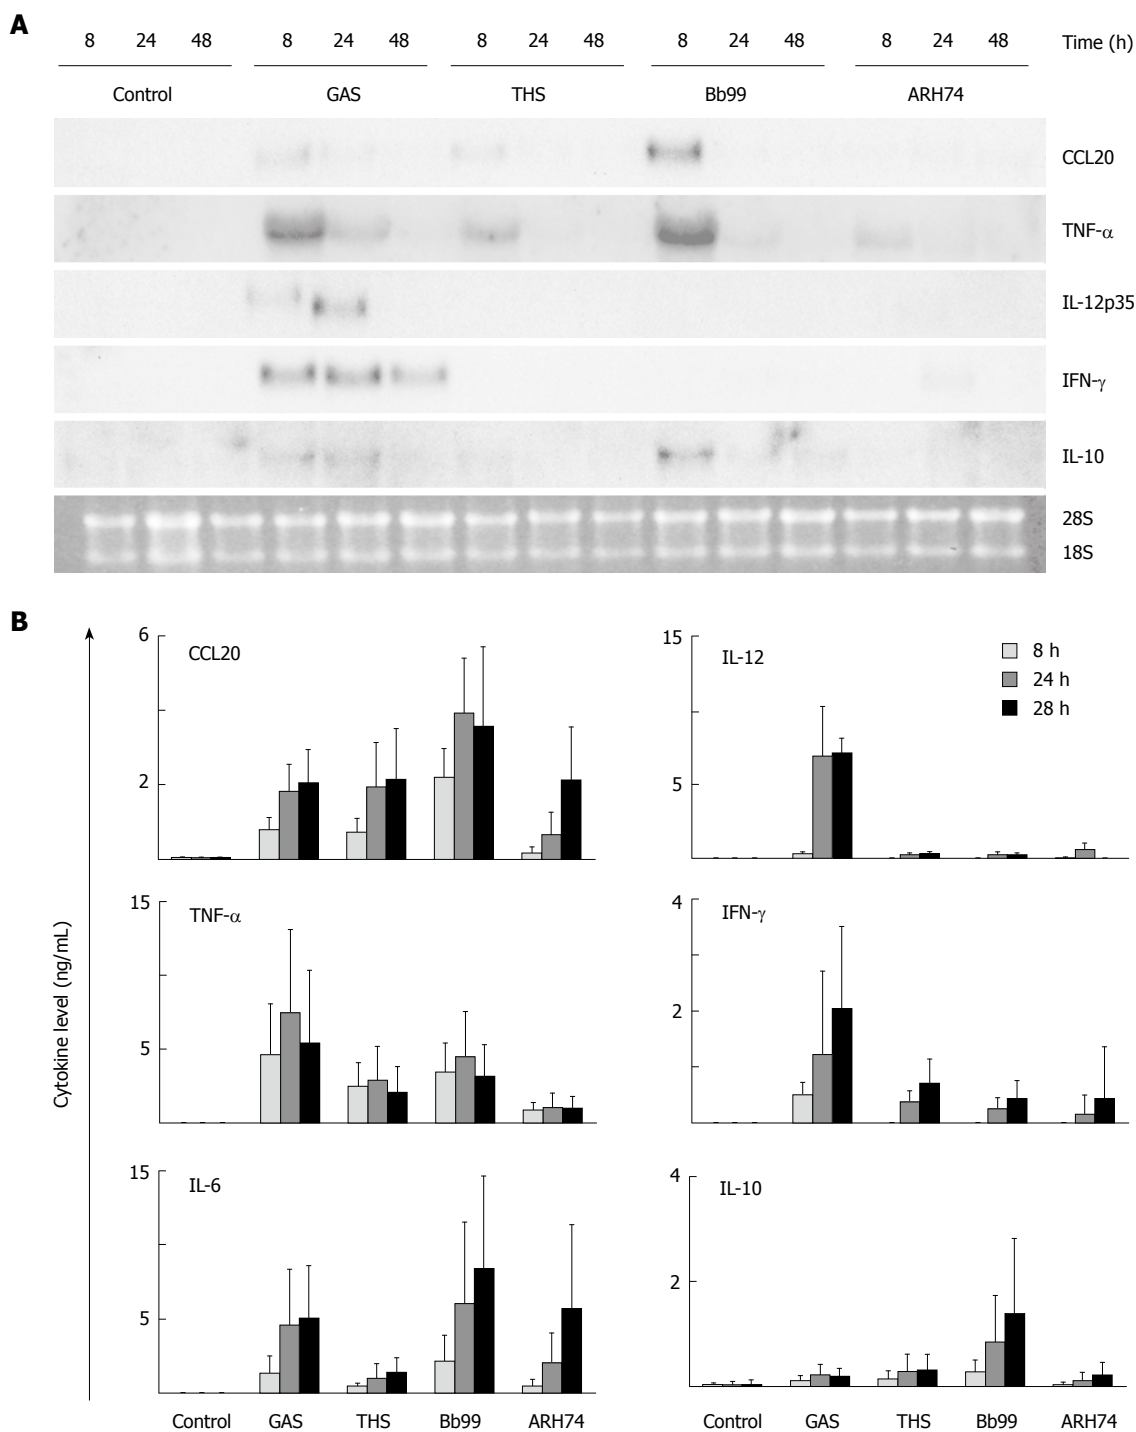 A
8 24 48 8 24 48 8 24 48 8 24 48 8 24 48 Time (h)
Control GAS THS Bb99 ARH74
CCL20
TNF-α
IL-12p35
IFN-γ
IL-10
28S
18S
B
Cytokine level (ng/mL)
6
2
CCL20
15
5
IL-12
8 h
24 h
28 h
15
5
TNF-α
4
2
IFN-γ
15
5
IL-6
4
2
IL-10
Control GAS THS Bb99 ARH74
Control GAS THS Bb99 ARH74